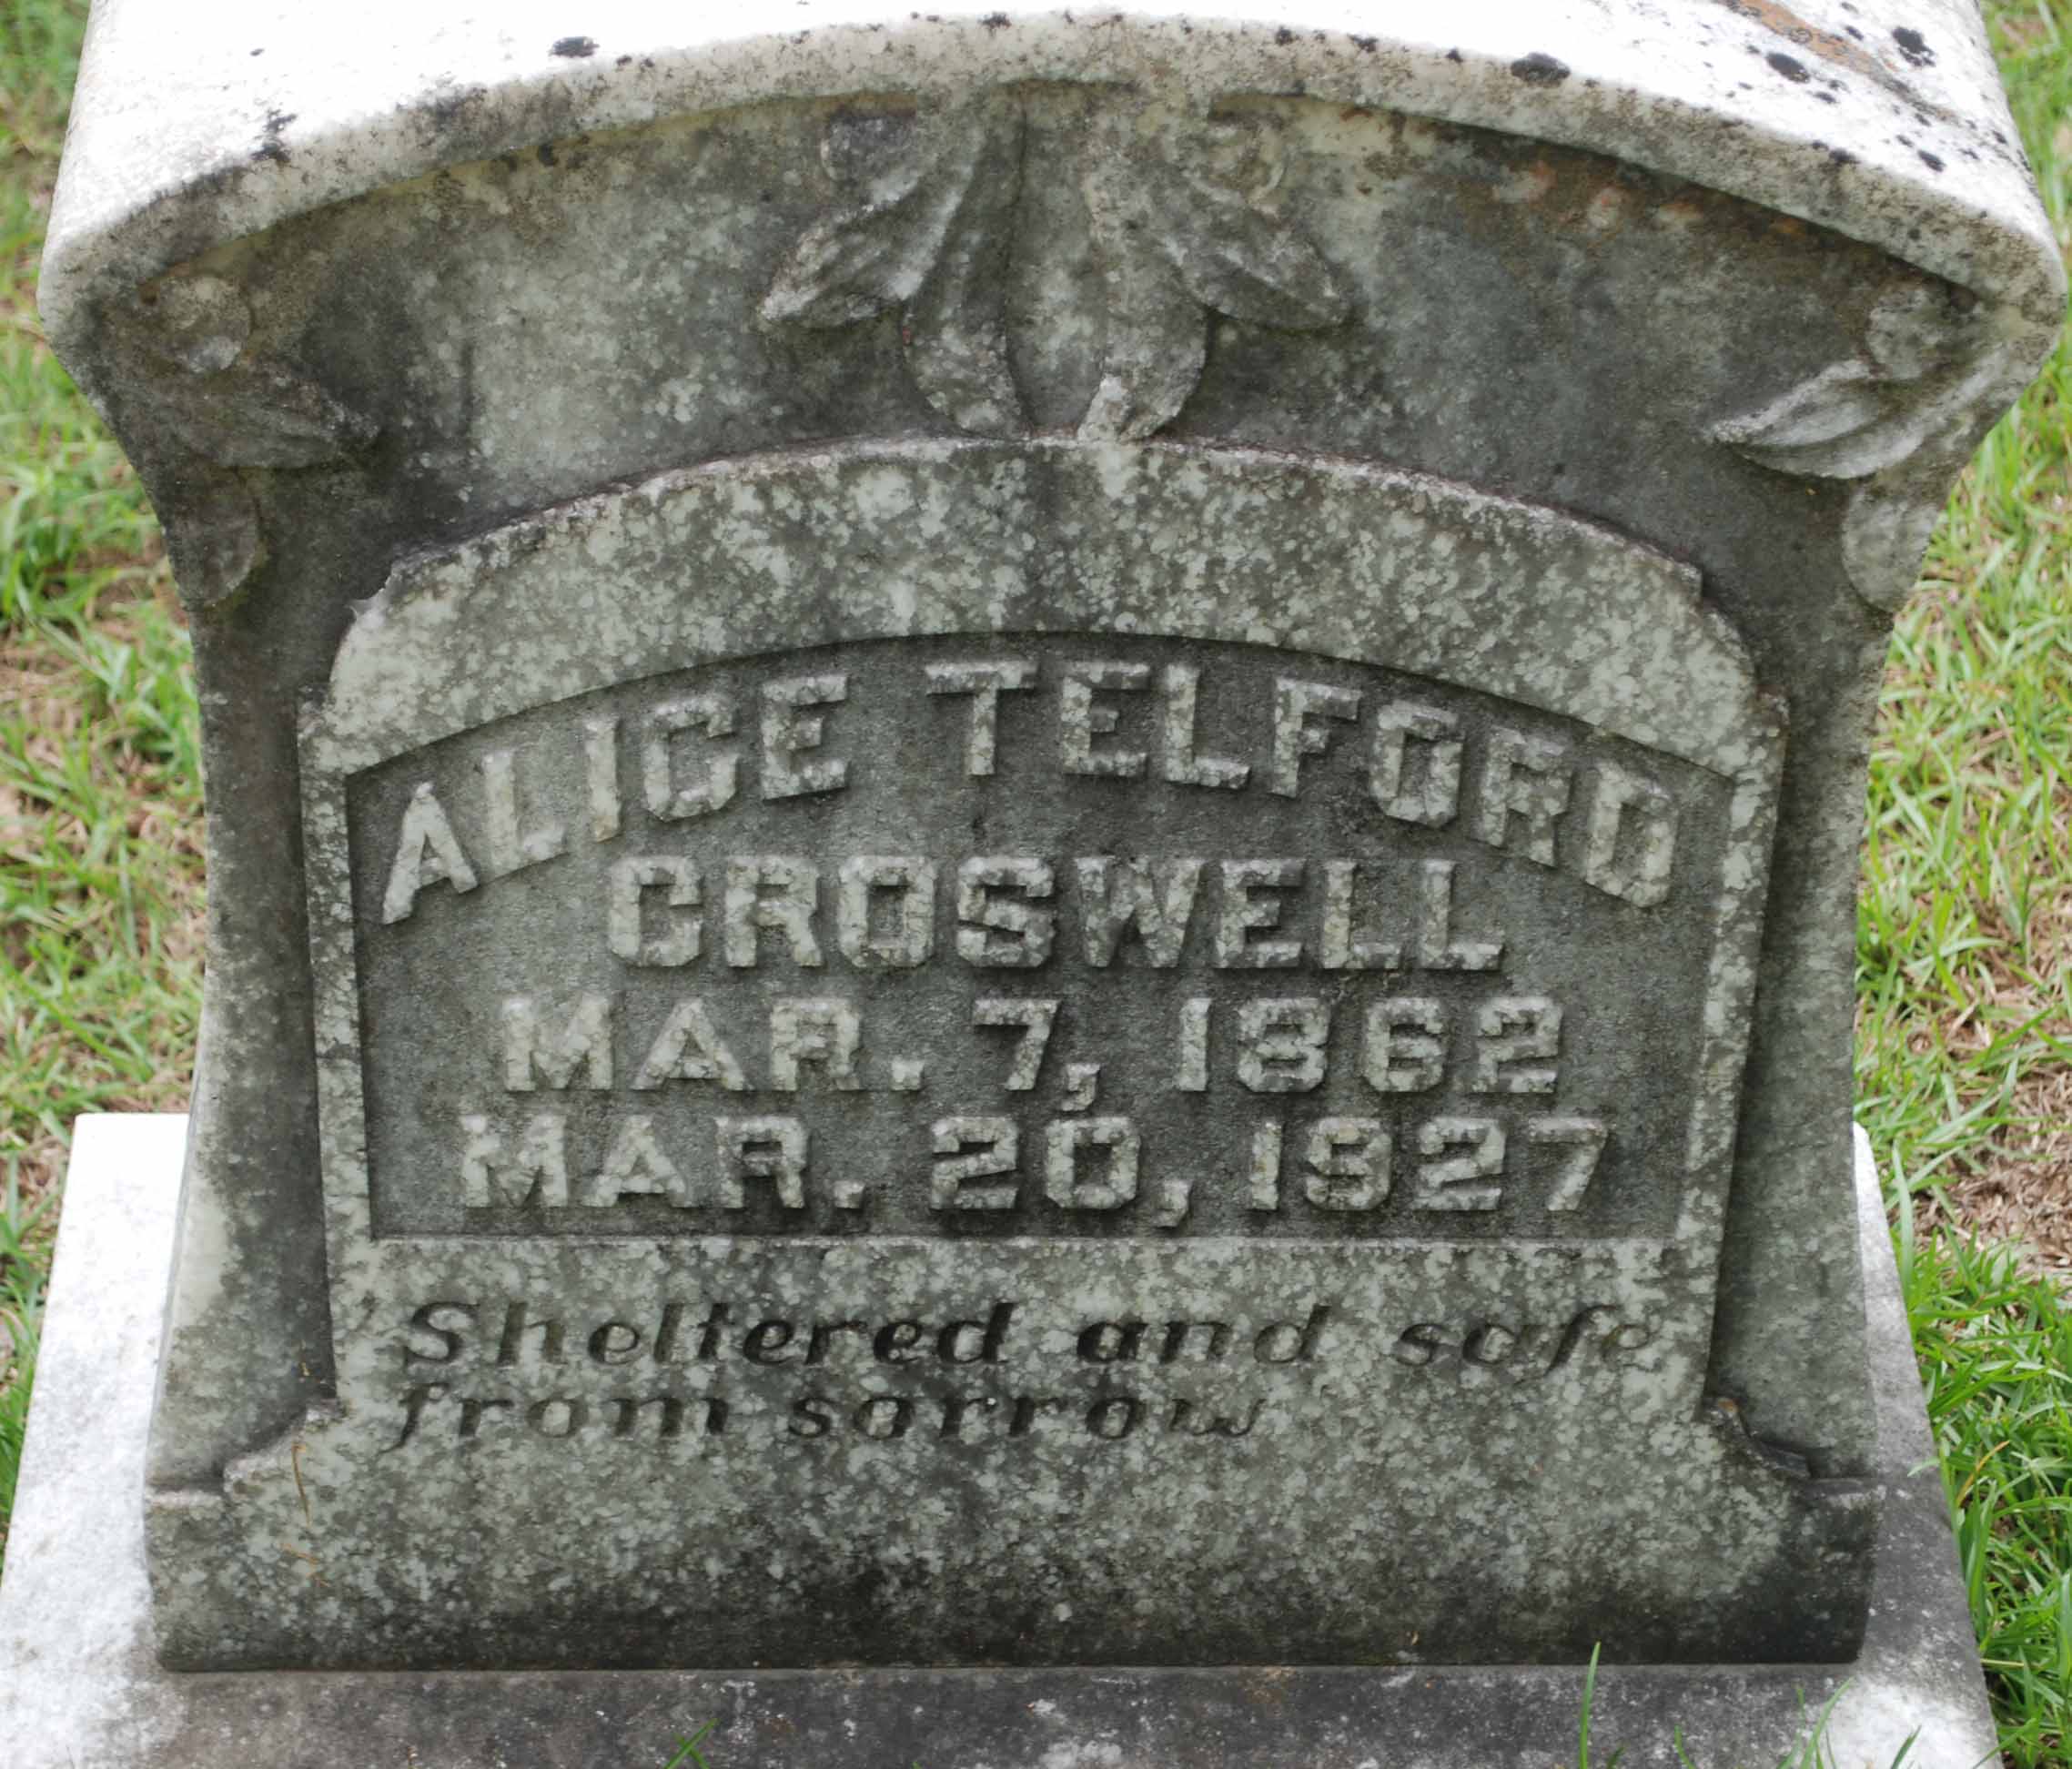 ALICE TELFORD
CROSWELL
MAR. 7, 1862
MAR. 20, 1927
Sheltered and safe
from sorrow